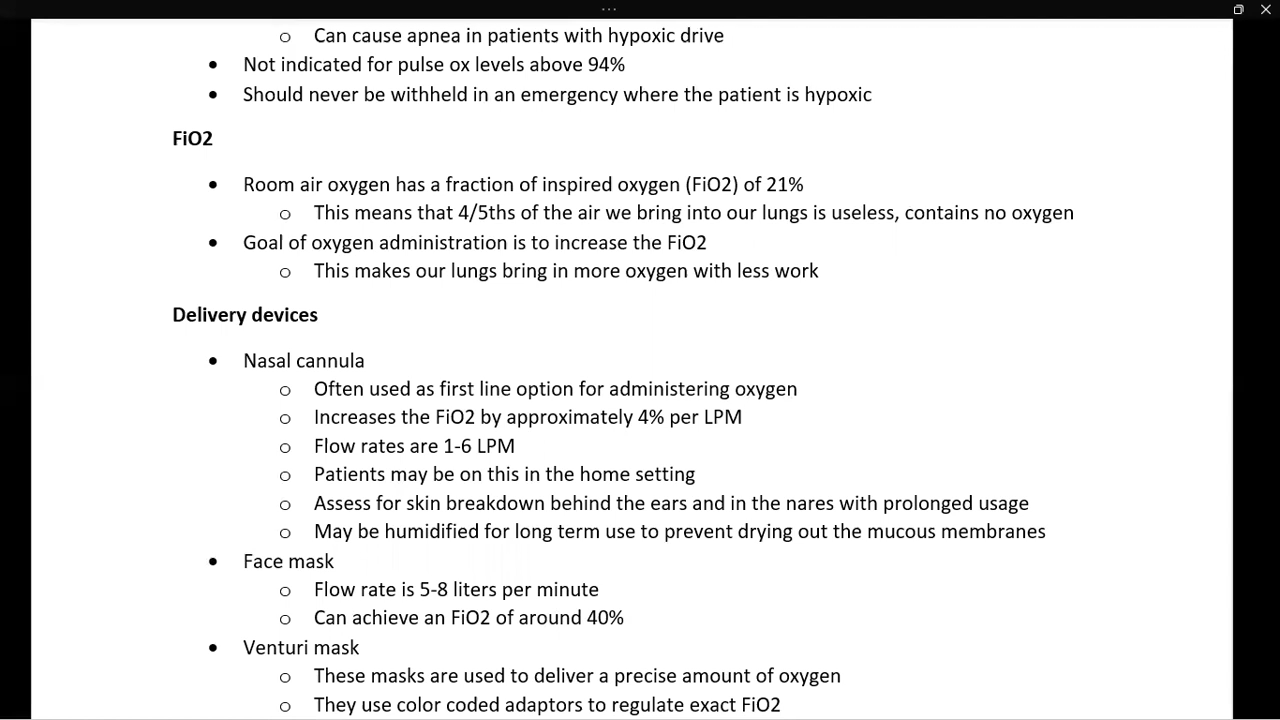 o Can cause apnea in patients with hypoxic drive
• Not indicated for pulse ox levels above 94%
• Should never be withheld in an emergency where the patient is hypoxic
FiO2
• Room air oxygen has a fraction of inspired oxygen (FiO2) of 21%
o This means that 4/5ths of the air we bring into our lungs is useless, contains no oxygen
• Goal of oxygen administration is to increase the FiO2
o This makes our lungs bring in more oxygen with less work
Delivery devices
• Nasal cannula
o Often used as first line option for administering oxygen
o Increases the FiO2 by approximately 4% per LPM
o Flow rates are 1-6 LPM
o Patients may be on this in the home setting
o Assess for skin breakdown behind the ears and in the nares with prolonged usage
o May be humidified for long term use to prevent drying out the mucous membranes
• Face mask
o Flow rate is 5-8 liters per minute
o Can achieve an FiO2 of around 40%
• Venturi mask
o These masks are used to deliver a precise amount of oxygen
o They use color coded adaptors to regulate exact FiO2